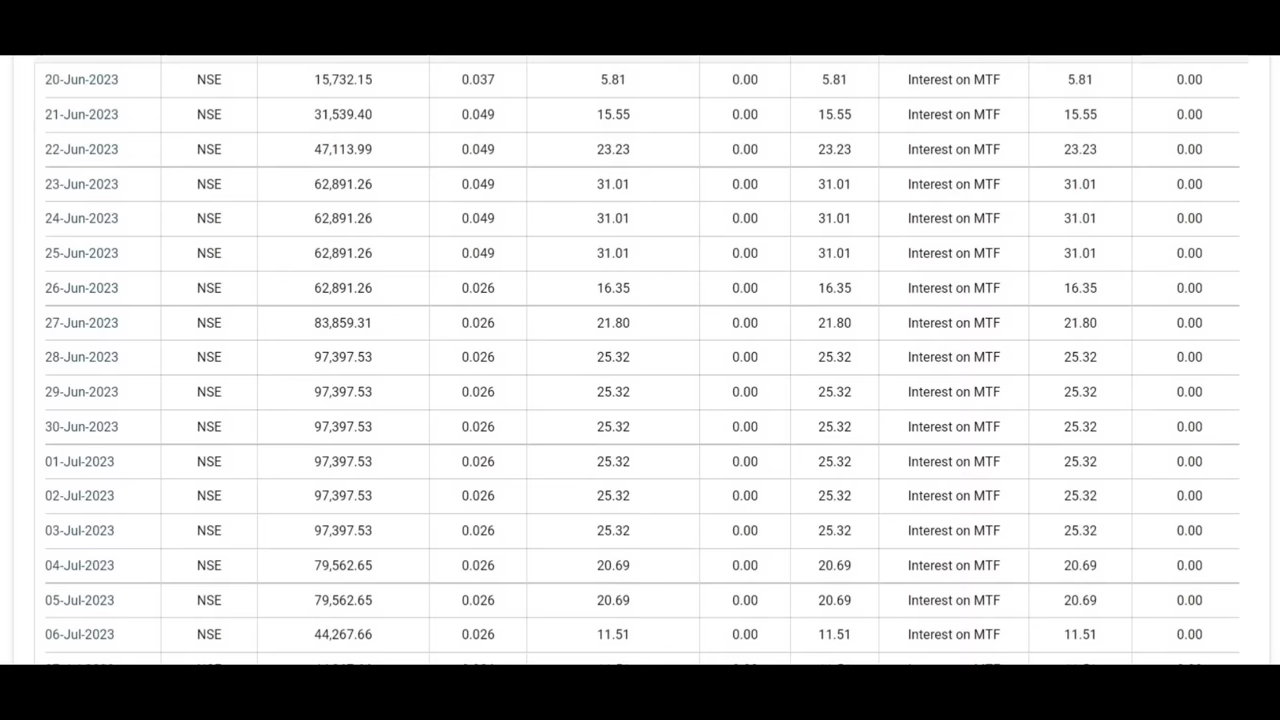 20-Jun-2023 NSE 15,732.15 0.037 5.81 0.00 5.81 Interest on MTF 5.81 0.00
21-Jun-2023 NSE 31,539.40 0.049 15.55 0.00 15.55 Interest on MTF 15.55 0.00
22-Jun-2023 NSE 47,113.99 0.049 23.23 0.00 23.23 Interest on MTF 23.23 0.00
23-Jun-2023 NSE 62,891.26 0.049 31.01 0.00 31.01 Interest on MTF 31.01 0.00
24-Jun-2023 NSE 62,891.26 0.049 31.01 0.00 31.01 Interest on MTF 31.01 0.00
25-Jun-2023 NSE 62,891.26 0.049 31.01 0.00 31.01 Interest on MTF 31.01 0.00
26-Jun-2023 NSE 62,891.26 0.026 16.35 0.00 16.35 Interest on MTF 16.35 0.00
27-Jun-2023 NSE 83,859.31 0.026 21.80 0.00 21.80 Interest on MTF 21.80 0.00
28-Jun-2023 NSE 97,397.53 0.026 25.32 0.00 25.32 Interest on MTF 25.32 0.00
29-Jun-2023 NSE 97,397.53 0.026 25.32 0.00 25.32 Interest on MTF 25.32 0.00
30-Jun-2023 NSE 97,397.53 0.026 25.32 0.00 25.32 Interest on MTF 25.32 0.00
01-Jul-2023 NSE 97,397.53 0.026 25.32 0.00 25.32 Interest on MTF 25.32 0.00
02-Jul-2023 NSE 97,397.53 0.026 25.32 0.00 25.32 Interest on MTF 25.32 0.00
03-Jul-2023 NSE 97,397.53 0.026 25.32 0.00 25.32 Interest on MTF 25.32 0.00
04-Jul-2023 NSE 79,562.65 0.026 20.69 0.00 20.69 Interest on MTF 20.69 0.00
05-Jul-2023 NSE 79,562.65 0.026 20.69 0.00 20.69 Interest on MTF 20.69 0.00
06-Jul-2023 NSE 44,267.66 0.026 11.51 0.00 11.51 Interest on MTF 11.51 0.00